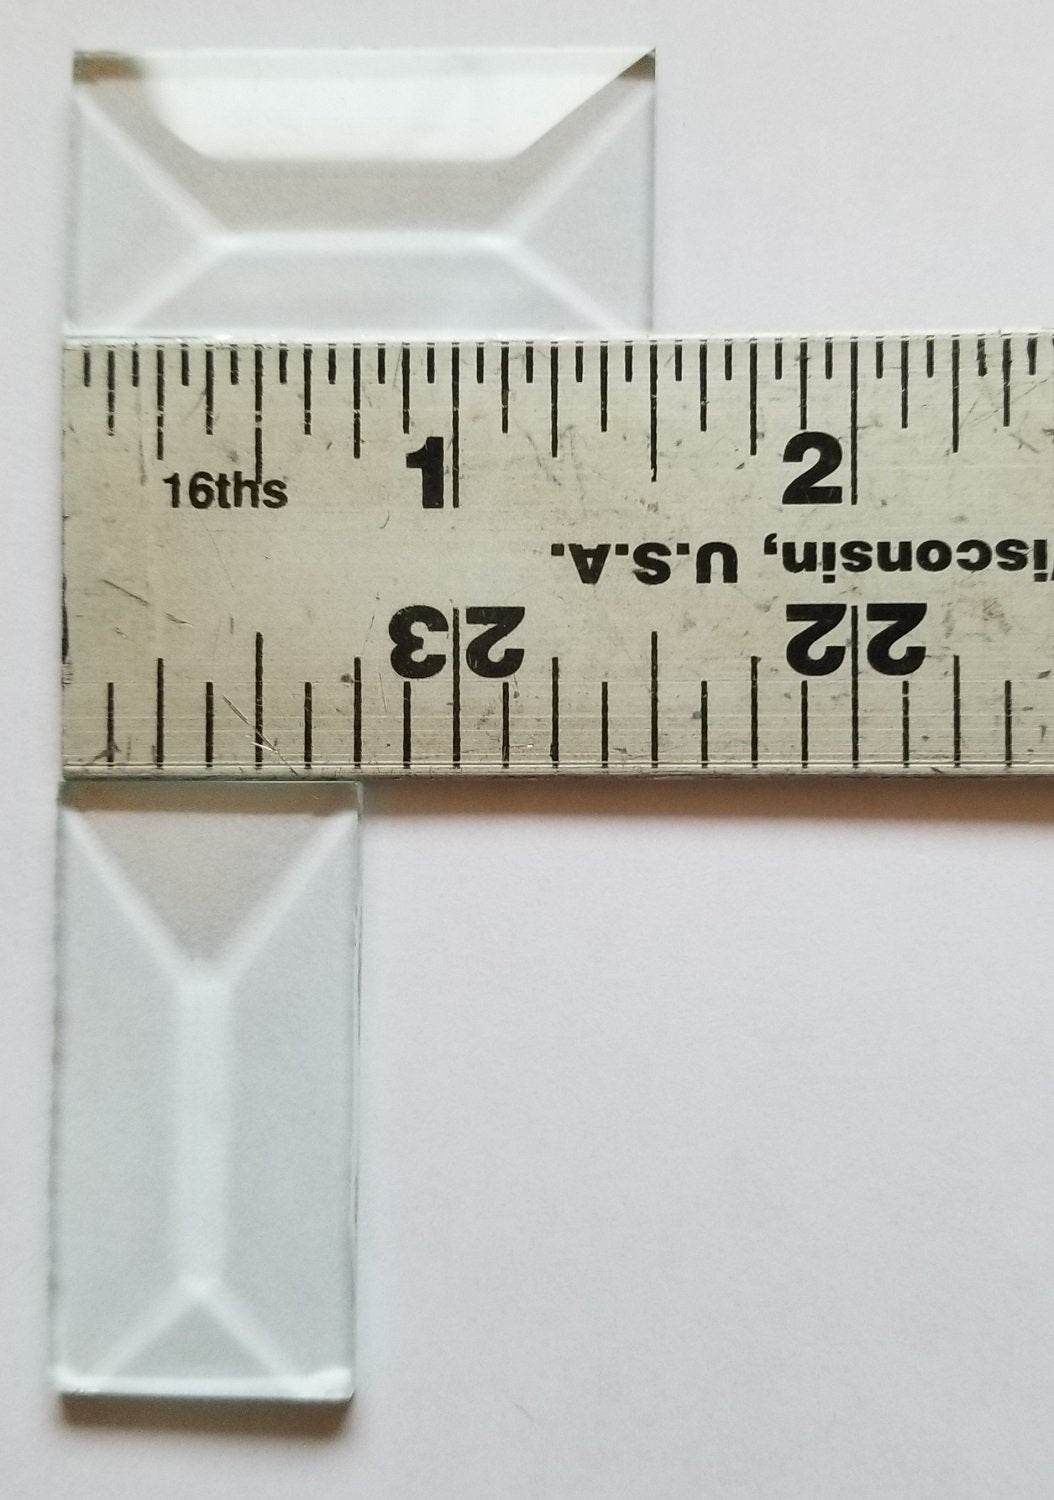 1 2
16ths
isconsin, U.S.A.
23 22